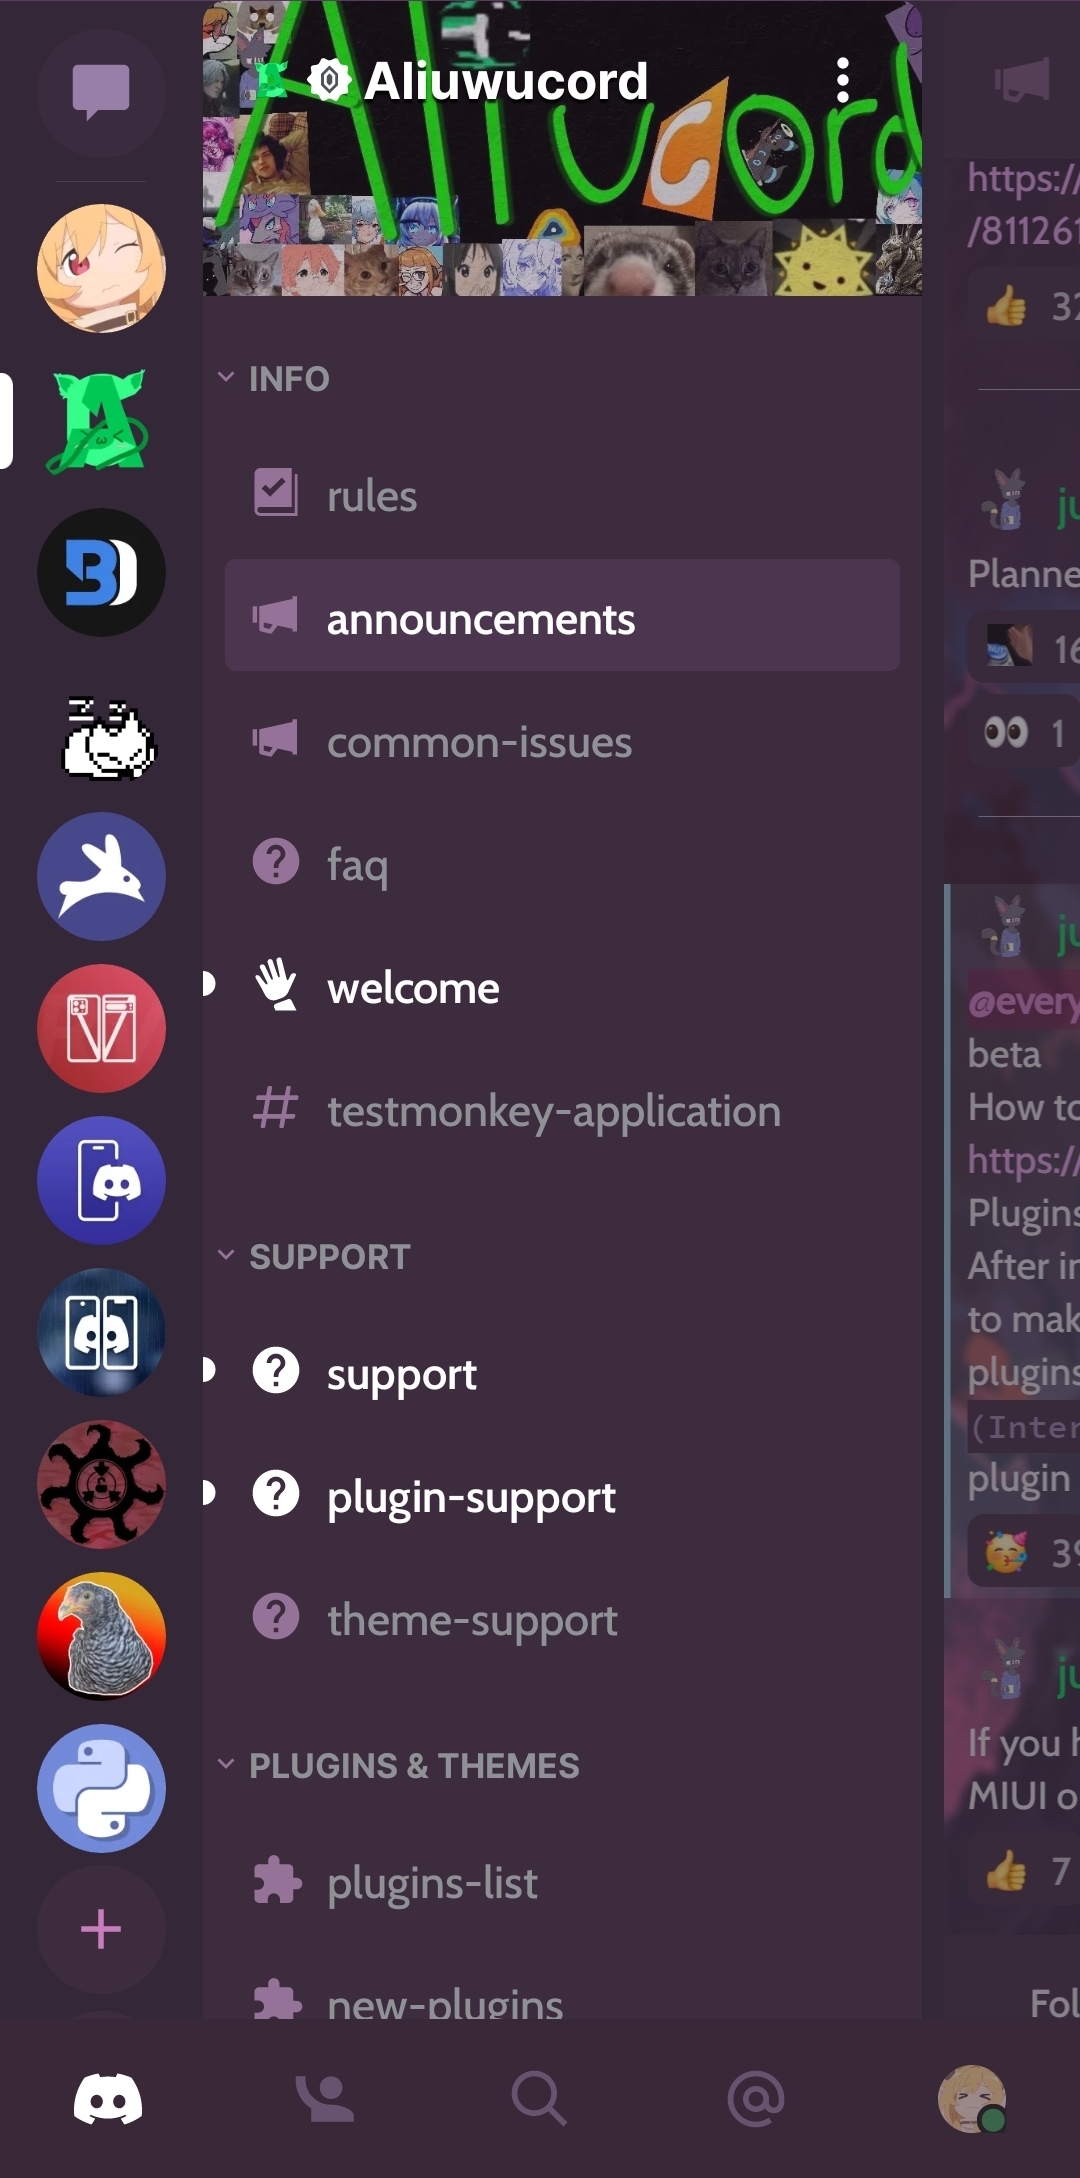 Aliucord
Aliuwucord
INFO
rules
announcements
common-issues
faq
welcome
testmonkey-application
SUPPORT
support
plugin-support
theme-support
PLUGINS & THEMES
plugins-list
new-plugins
https://
/811261
32
ju
Planne
16
1
ju
@every
beta
How to
https://
Plugins
After in
to mak
plugins
(Inter
plugin
39
ju
If you h
MIUI o
7
Fol